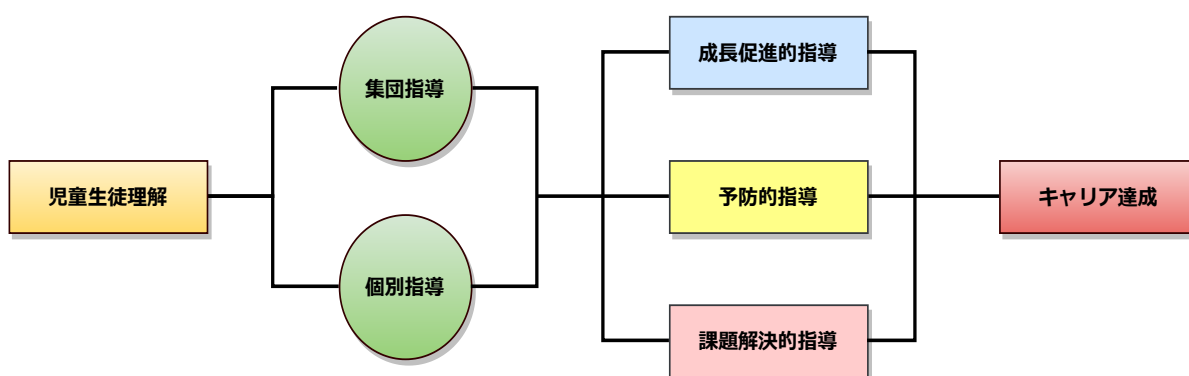 児童生徒理解
集団指導
個別指導
成長促進的指導
予防的指導
課題解決的指導
キャリア達成